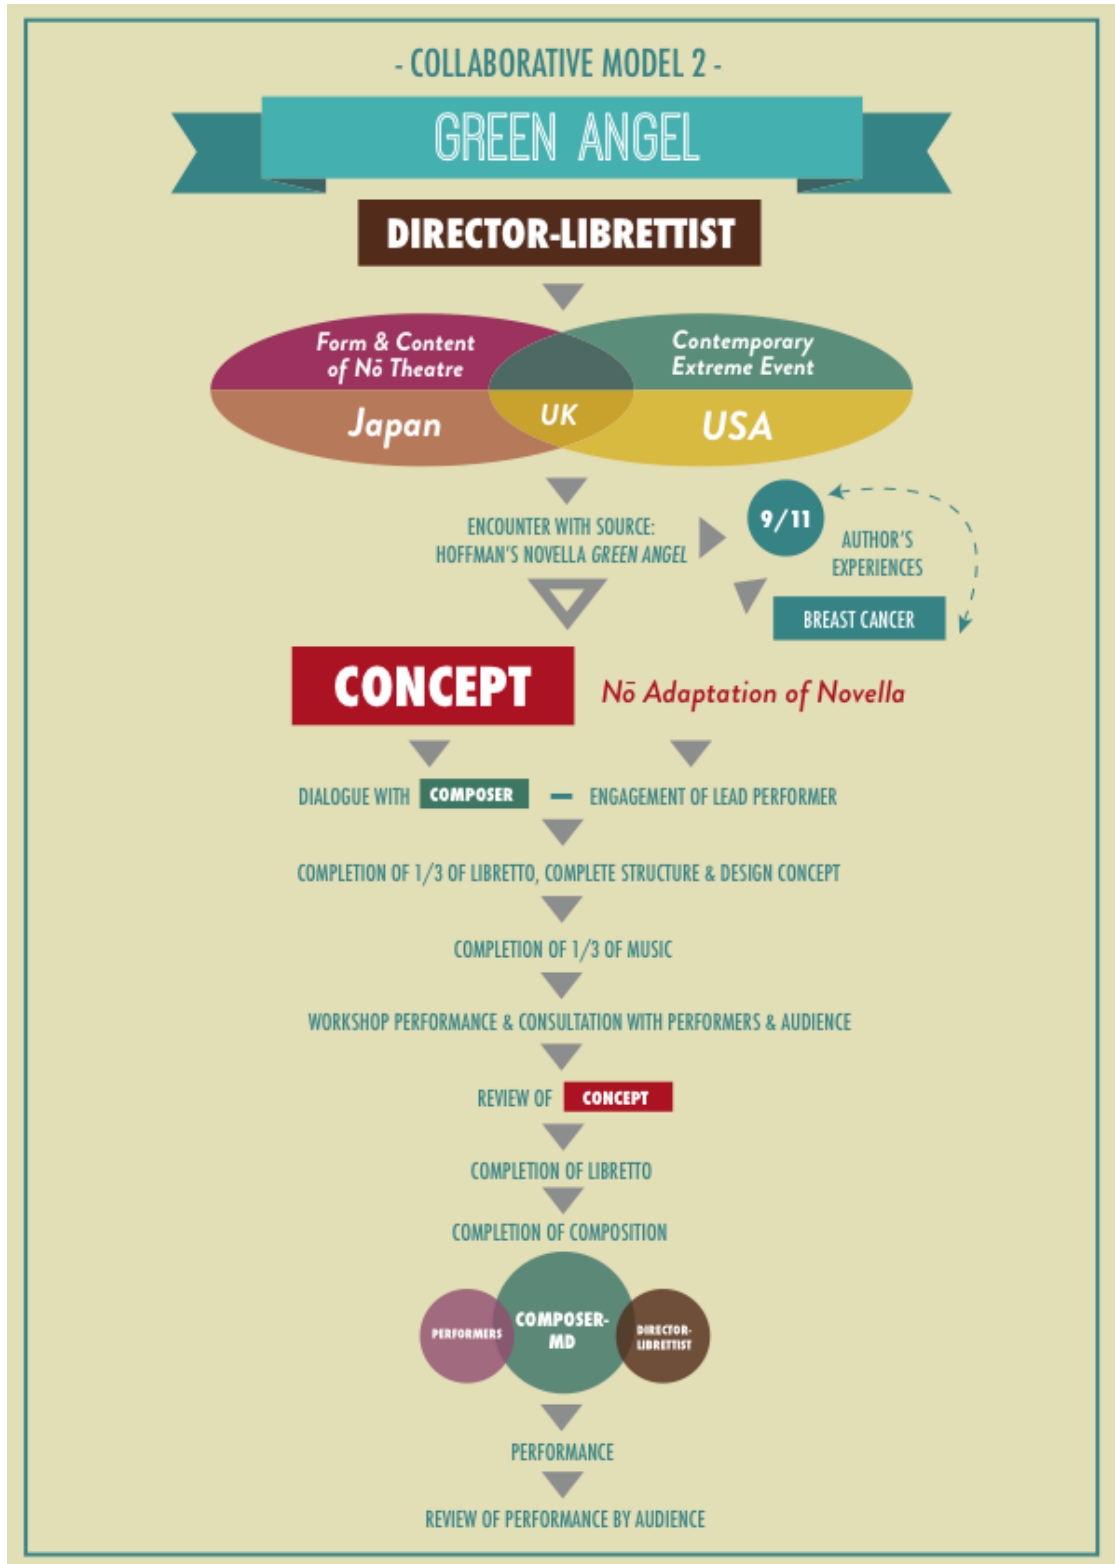 - COLLABORATIVE MODEL 2 -
GREEN ANGEL
DIRECTOR-LIBRETTIST
Form & Content
of Nō Theatre
Contemporary
Extreme Event
Japan
UK
USA
ENCOUNTER WITH SOURCE:
HOFFMAN'S NOVELLA GREEN ANGEL
9/11
AUTHOR'S
EXPERIENCES
BREAST CANCER
CONCEPT
Nō Adaptation of Novella
DIALOGUE WITH COMPOSER – ENGAGEMENT OF LEAD PERFORMER
COMPLETION OF 1/3 OF LIBRETTO, COMPLETE STRUCTURE & DESIGN CONCEPT
COMPLETION OF 1/3 OF MUSIC
WORKSHOP PERFORMANCE & CONSULTATION WITH PERFORMERS & AUDIENCE
REVIEW OF CONCEPT
COMPLETION OF LIBRETTO
COMPLETION OF COMPOSITION
PERFORMERS
COMPOSER-
MD
DIRECTOR-
LIBRETTIST
PERFORMANCE
REVIEW OF PERFORMANCE BY AUDIENCE